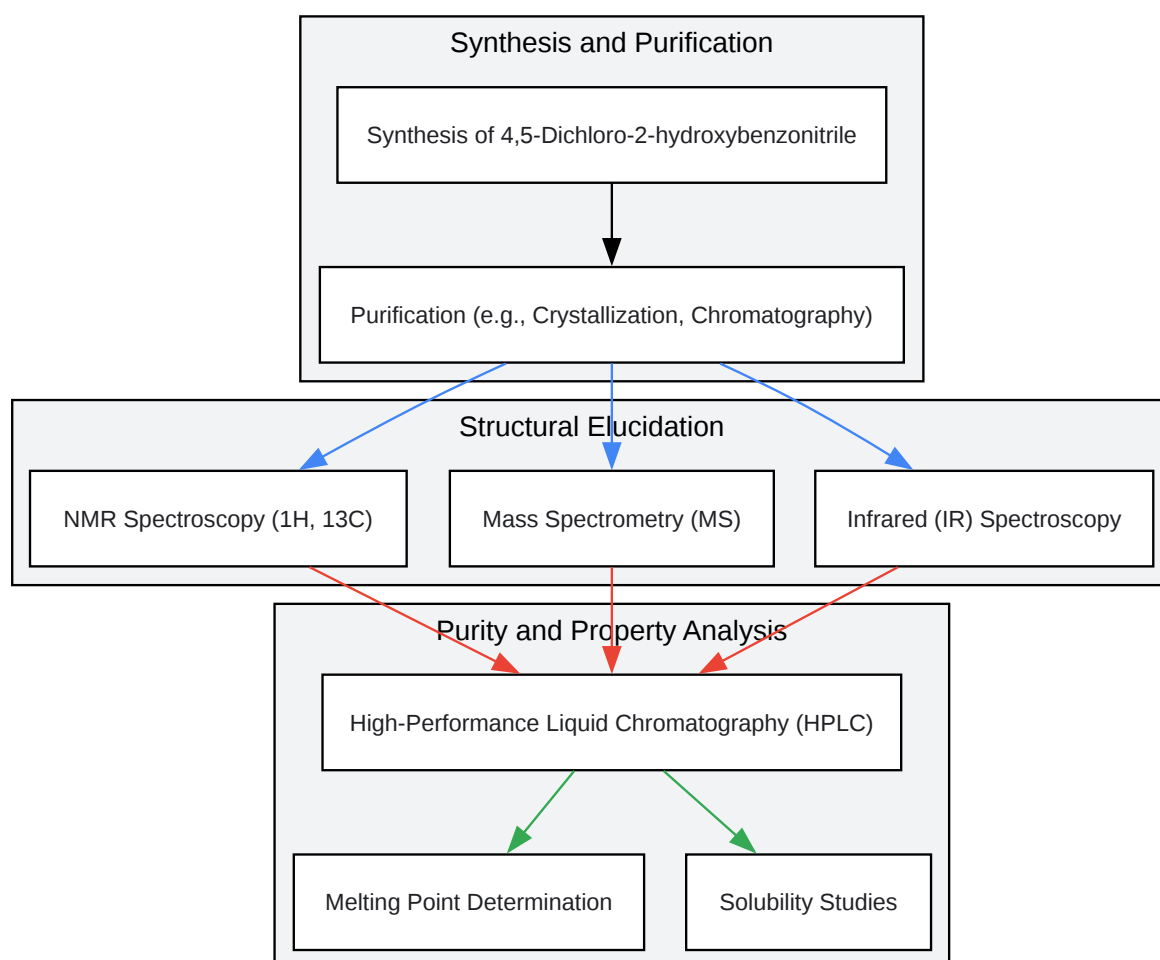 Synthesis and Purification
Synthesis of 4,5-Dichloro-2-hydroxybenzonitrile
Purification (e.g., Crystallization, Chromatography)
Structural Elucidation
NMR Spectroscopy (1H, 13C)
Mass Spectrometry (MS)
Infrared (IR) Spectroscopy
Purity and Property Analysis
High-Performance Liquid Chromatography (HPLC)
Melting Point Determination
Solubility Studies